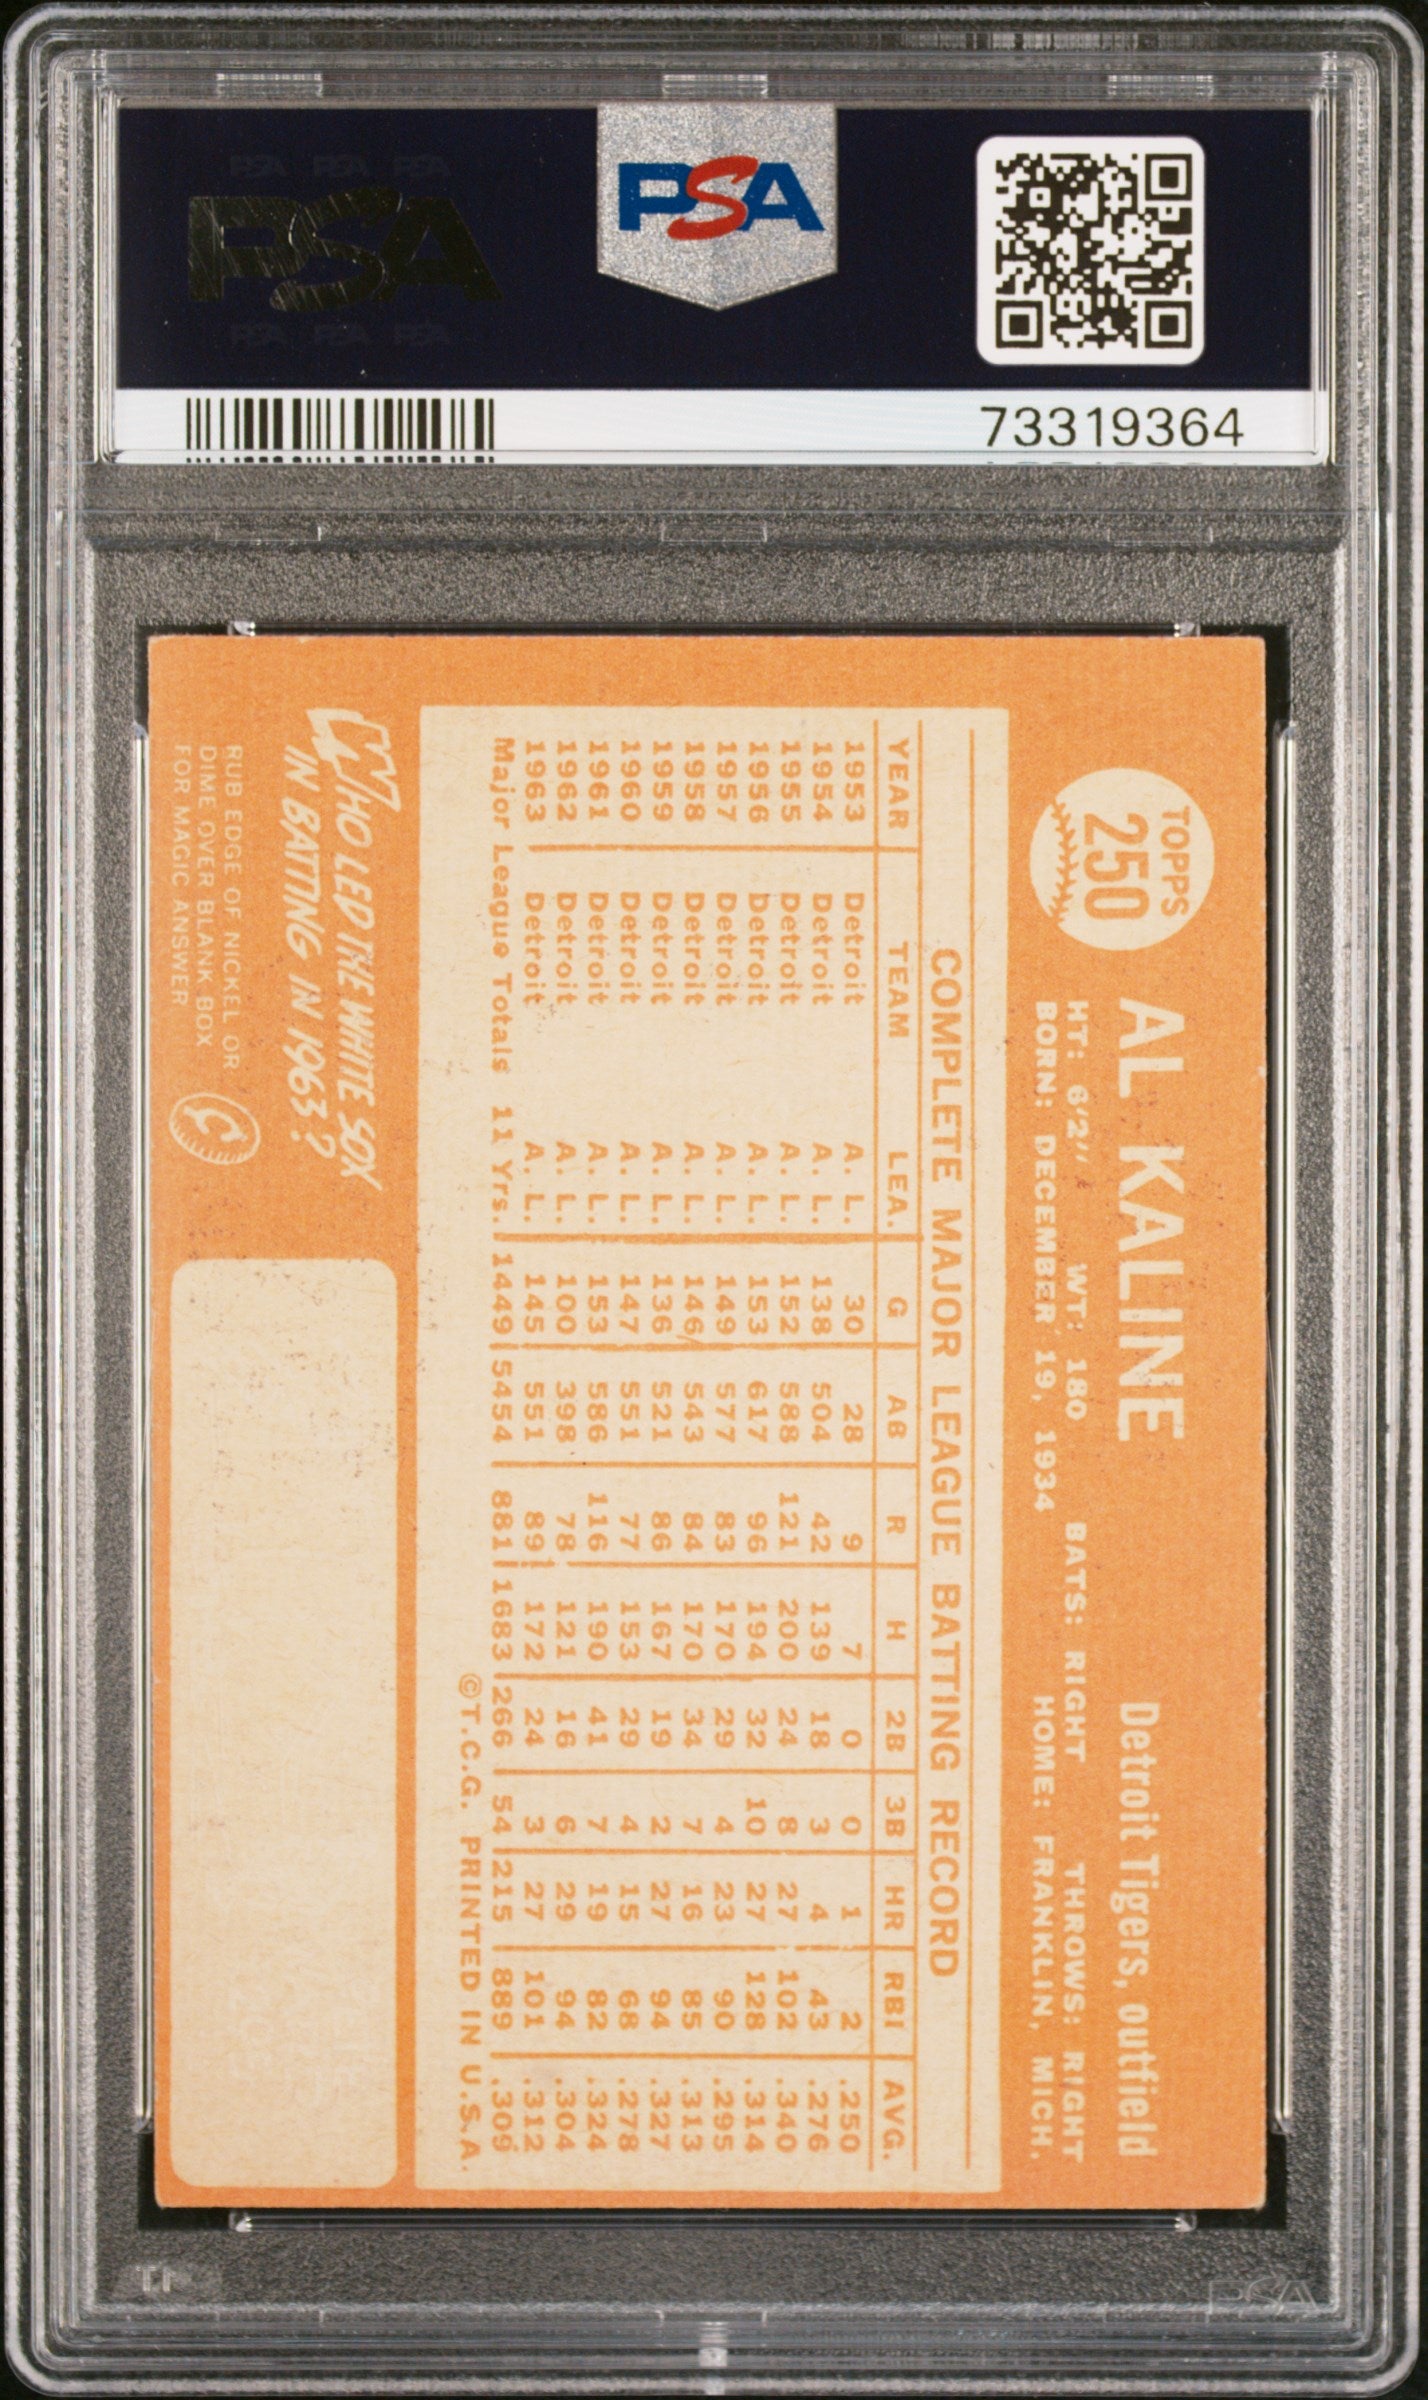 PSA PSA PSA
PSA
PSA PSA PSA
PSA
73319364
TOPPS
250
AL KALINE Detroit Tigers, outfield
HT: 6'2" WT: 180 BATS: RIGHT THROWS: RIGHT
BORN: DECEMBER 19, 1934 HOME: FRANKLIN, MICH.
COMPLETE MAJOR LEAGUE BATTING RECORD
YEAR TEAM LEA. G AB R H 2B 3B HR RBI AVG.
1953 Detroit A. L. 30 28 9 7 0 0 1 2 .250
1954 Detroit A. L. 138 504 42 139 18 3 4 43 .276
1955 Detroit A. L. 152 588 121 200 24 8 27 102 .340
1956 Detroit A. L. 153 617 96 194 32 10 27 128 .314
1957 Detroit A. L. 149 577 83 170 29 4 23 90 .295
1958 Detroit A. L. 146 543 84 170 34 7 16 85 .313
1959 Detroit A. L. 136 521 86 167 19 2 27 94 .327
1960 Detroit A. L. 147 551 77 153 29 4 15 68 .278
1961 Detroit A. L. 153 586 116 190 41 7 19 82 .324
1962 Detroit A. L. 100 398 78 121 16 6 29 94 .304
1963 Detroit A. L. 145 551 89 172 24 3 27 101 .312
Major League Totals 11 Yrs. 1449 5454 881 1683 266 54 215 889 .309
©T.C.G. PRINTED IN U.S.A.
WHO LED THE WHITE SOX
IN BATTING IN 1963?
RUB EDGE OF NICKEL OR
DIME OVER BLANK BOX
FOR MAGIC ANSWER
PSA